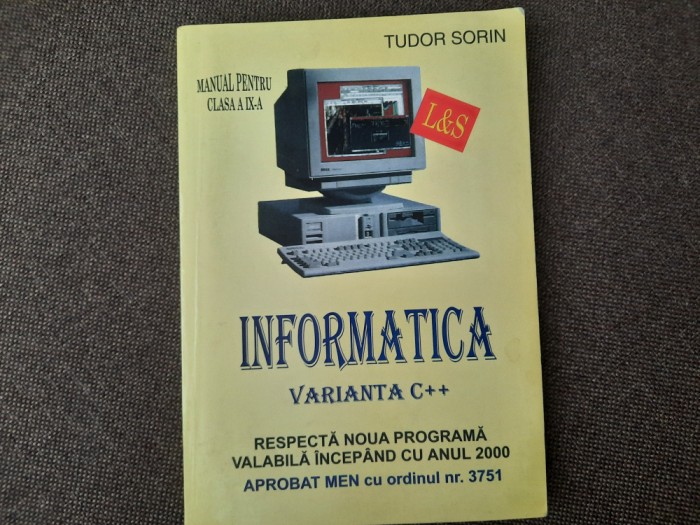 TUDOR SORIN
MANUAL PENTRU
CLASA A IX-A
L&S
INFORMATICA
VARIANTA C++
RESPECTĂ NOUA PROGRAMĂ
VALABILĂ ÎNCEPÂND CU ANUL 2000
APROBAT MEN cu ordinul nr. 3751